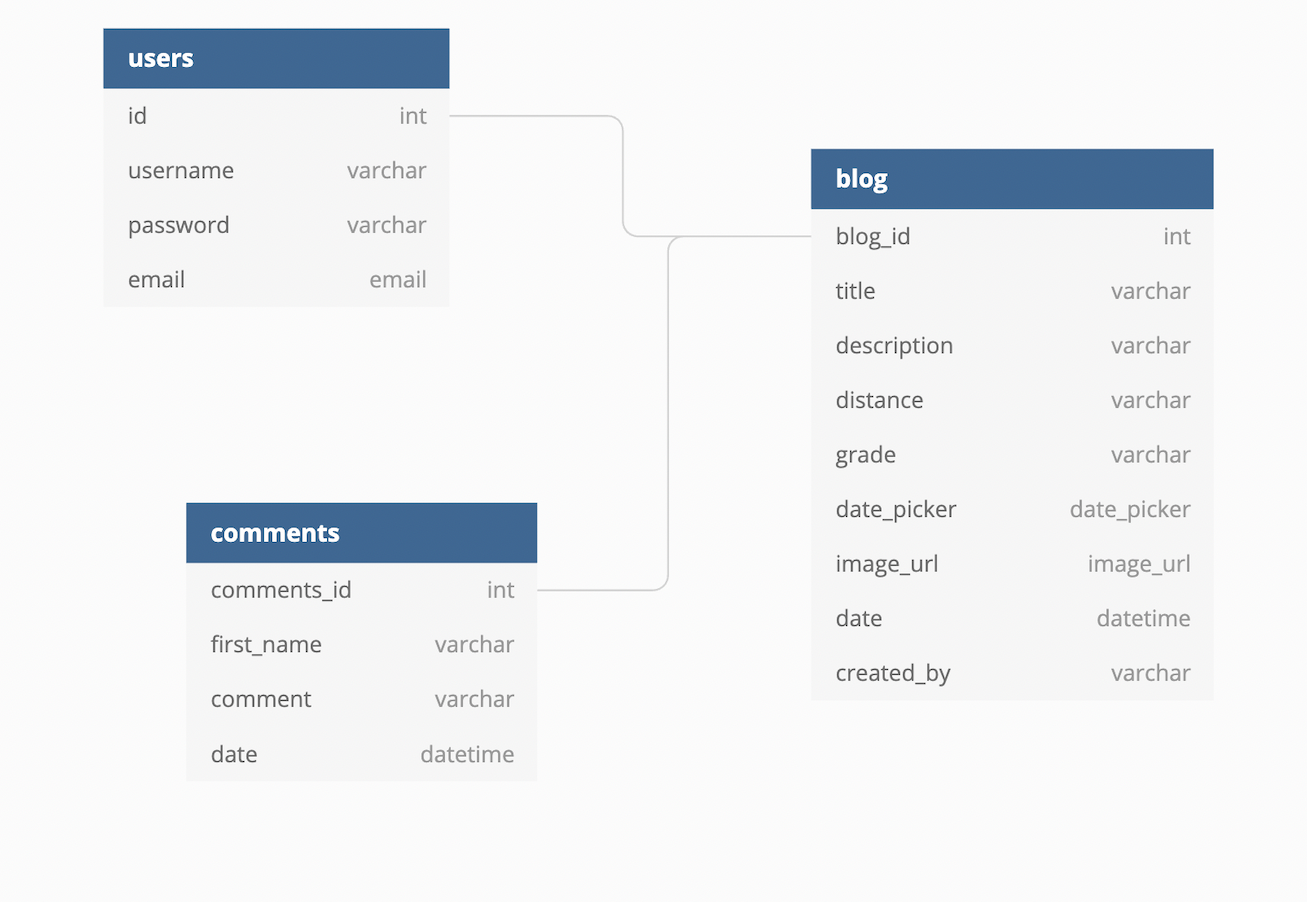 users
id int
username varchar
password varchar
email email
blog
blog_id int
title varchar
description varchar
distance varchar
grade varchar
date_picker date_picker
image_url image_url
date datetime
created_by varchar
comments
comments_id int
first_name varchar
comment varchar
date datetime